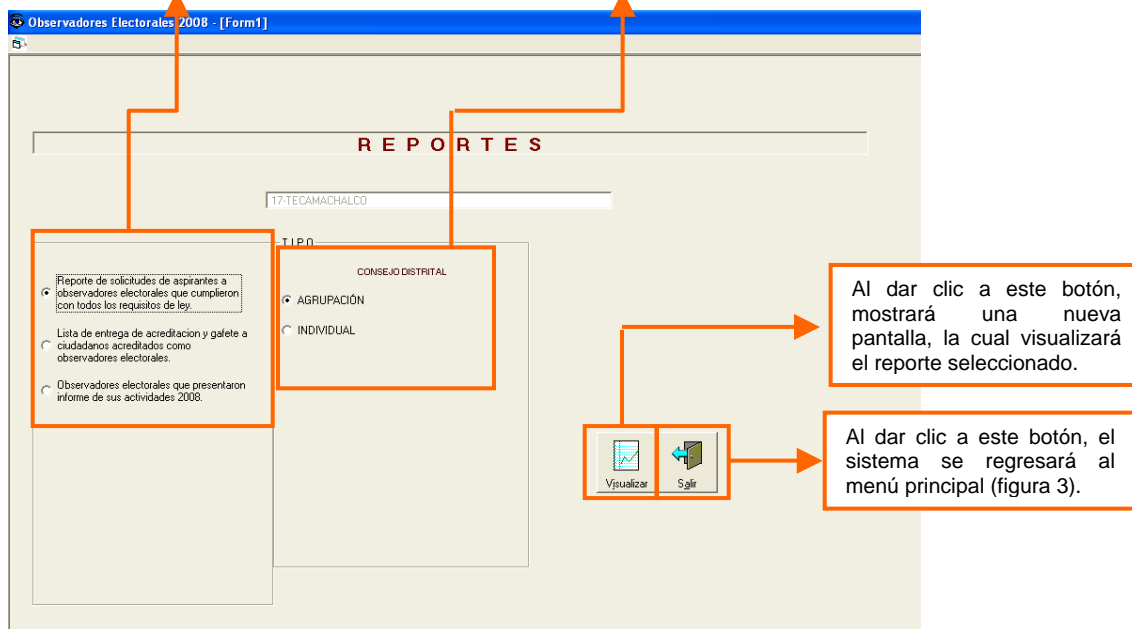 Observadores Electorales 2008 - [Form1]
R E P O R T E S
17-TECAMACHALCO
Reporte de solicitudes de aspirantes a
observadores electorales que cumplieron
con todos los requisitos de ley.
Lista de entrega de acreditacion y gafete a
ciudadanos acreditados como
observadores electorales.
Observadores electorales que presentaron
informe de sus actividades 2008.
T I P O
CONSEJO DISTRITAL
AGRUPACIÓN
INDIVIDUAL
Visualizar
Salir
Al dar clic a este botón,
mostrará una nueva
pantalla, la cual visualizará
el reporte seleccionado.
Al dar clic a este botón, el
sistema se regresará al
menú principal (figura 3).